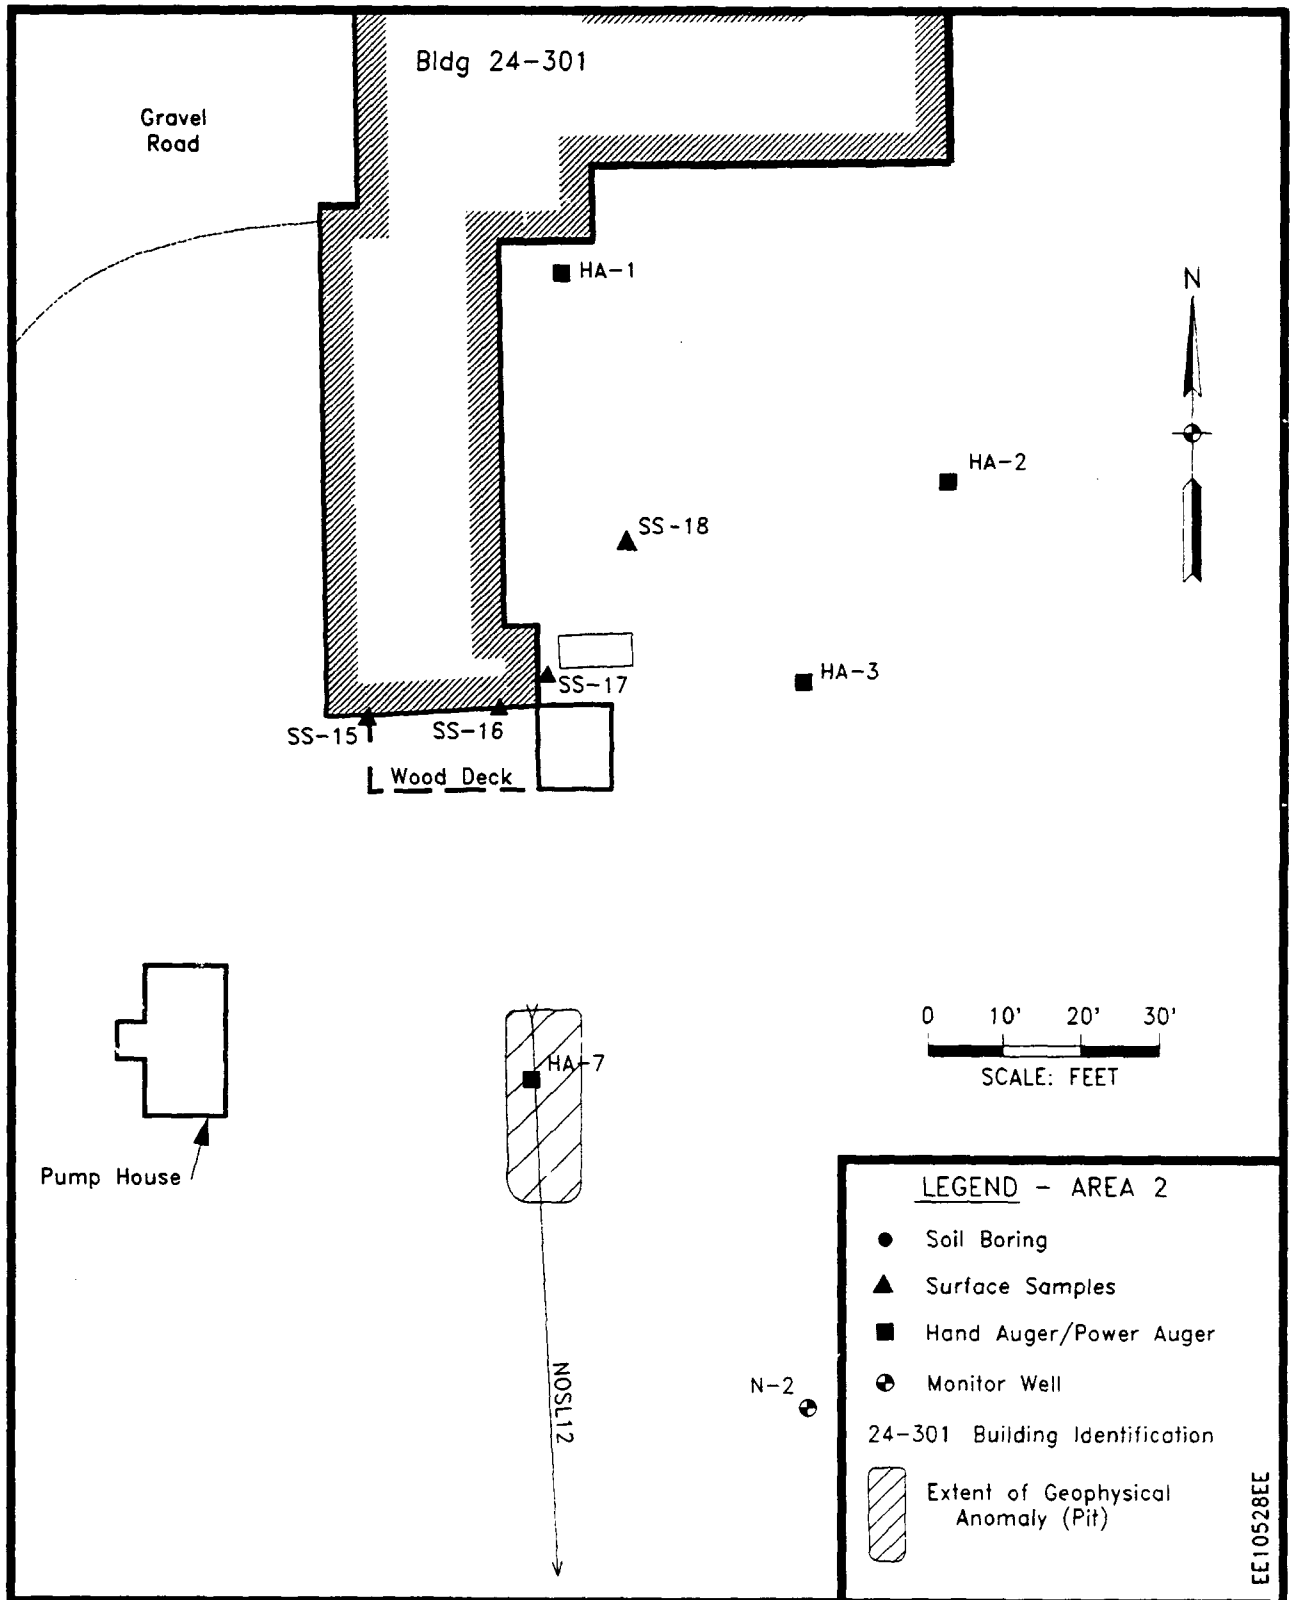 Bldg 24-301
Gravel
Road
HA-1
N
HA-2
SS-18
HA-3
SS-17
SS-15
SS-16
Wood Deck
0 10' 20' 30'
SCALE: FEET
HA-7
Pump House
NOSL12
N-2
LEGEND - AREA 2
Soil Boring
Surface Samples
Hand Auger/Power Auger
Monitor Well
24-301 Building Identification
Extent of Geophysical
Anomaly (Pit)
EE10528EE